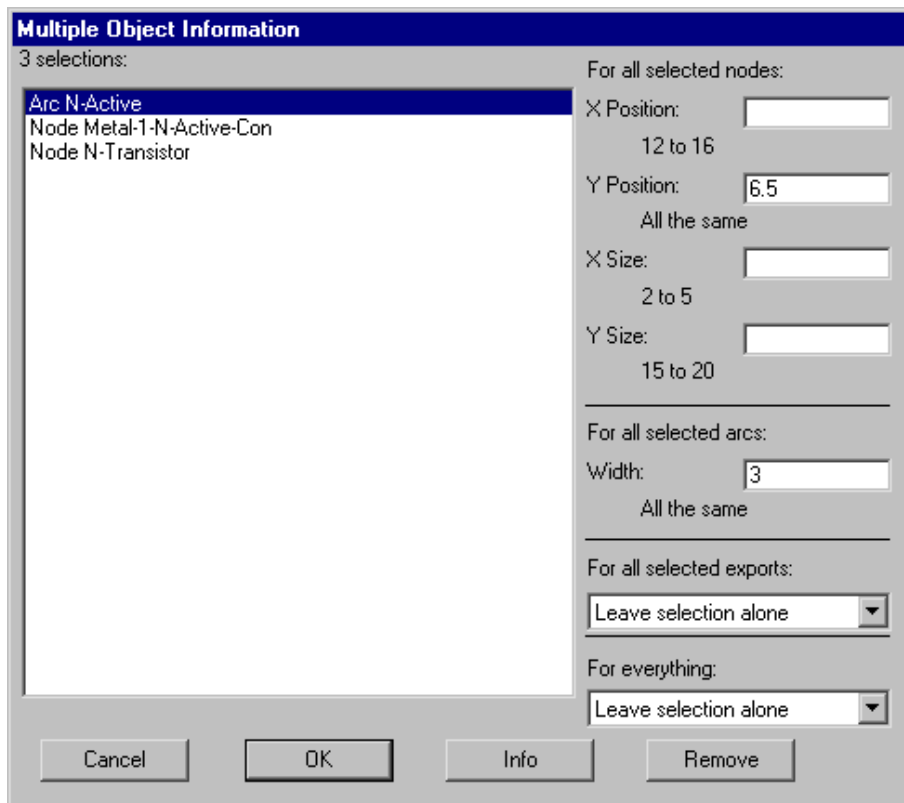 Multiple Object Information
3 selections:
Arc N-Active
Node Metal-1-N-Active-Con
Node N-Transistor
For all selected nodes:
X Position:
12 to 16
Y Position: 6.5
All the same
X Size:
2 to 5
Y Size:
15 to 20
For all selected arcs:
Width: 3
All the same
For all selected exports:
Leave selection alone
For everything:
Leave selection alone
Cancel OK Info Remove